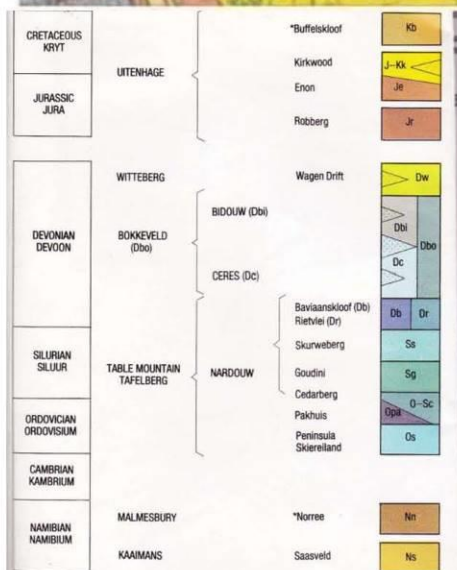 CRETACEOUS
KRYT
UITENHAGE
*Buffelskloof
Kb
Kirkwood
J-Kk
JURASSIC
JURA
Enon
Je
Robberg
Jr
WITTEBERG
Wagen Drift
Dw
DEVONIAN
DEVOON
BOKKEVELD
(Dbo)
BIDOUW (Dbi)
Dbi
Dbo
CERES (Dc)
Dc
Baviaanskloof (Db)
Rietvlei (Dr)
Db
Dr
SILURIAN
SILUUR
TABLE MOUNTAIN
TAFELBERG
NARDOUW
Skurweberg
Ss
Goudini
Sg
Cedarberg
O-Sc
ORDOVICIAN
ORDOVISIUM
Pakhuis
Opa
Peninsula
Skiereiland
Os
CAMBRIAN
KAMBRIUM
NAMIBIAN
NAMIBIUM
MALMESBURY
*Norree
Nn
KAAIMANS
Saasveld
Ns